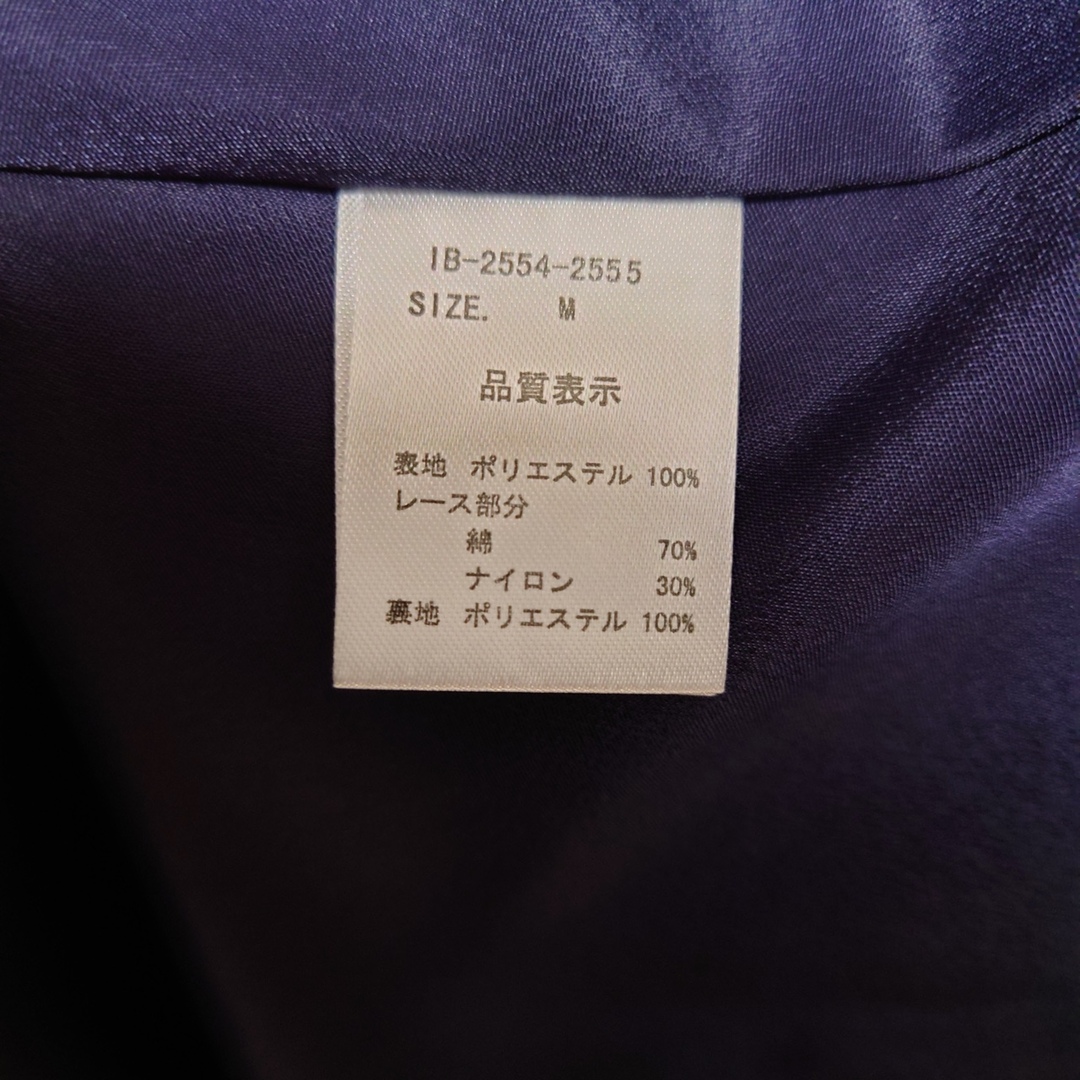 IB-2554-2555
SIZE. M
品質表示
表地 ポリエステル 100%
レース部分
綿 70%
ナイロン 30%
裏地 ポリエステル 100%